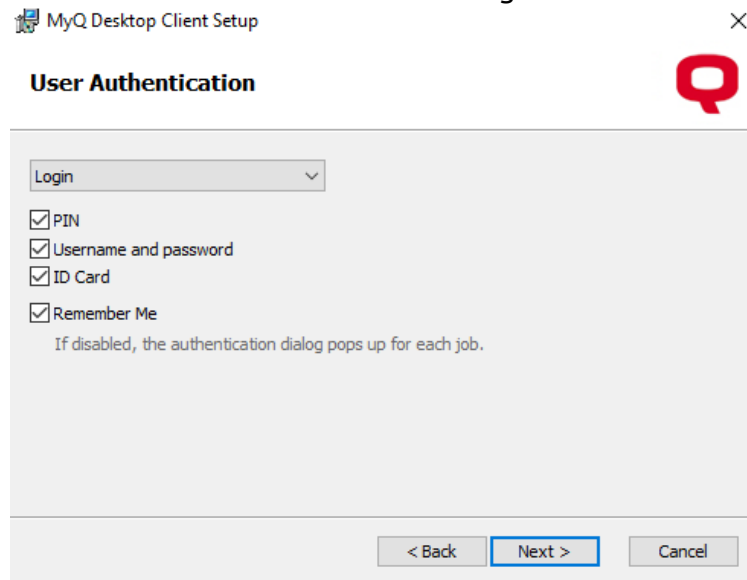 MyQ Desktop Client Setup
User Authentication
Login
PIN
Username and password
ID Card
Remember Me
If disabled, the authentication dialog pops up for each job.
< Back Next > Cancel